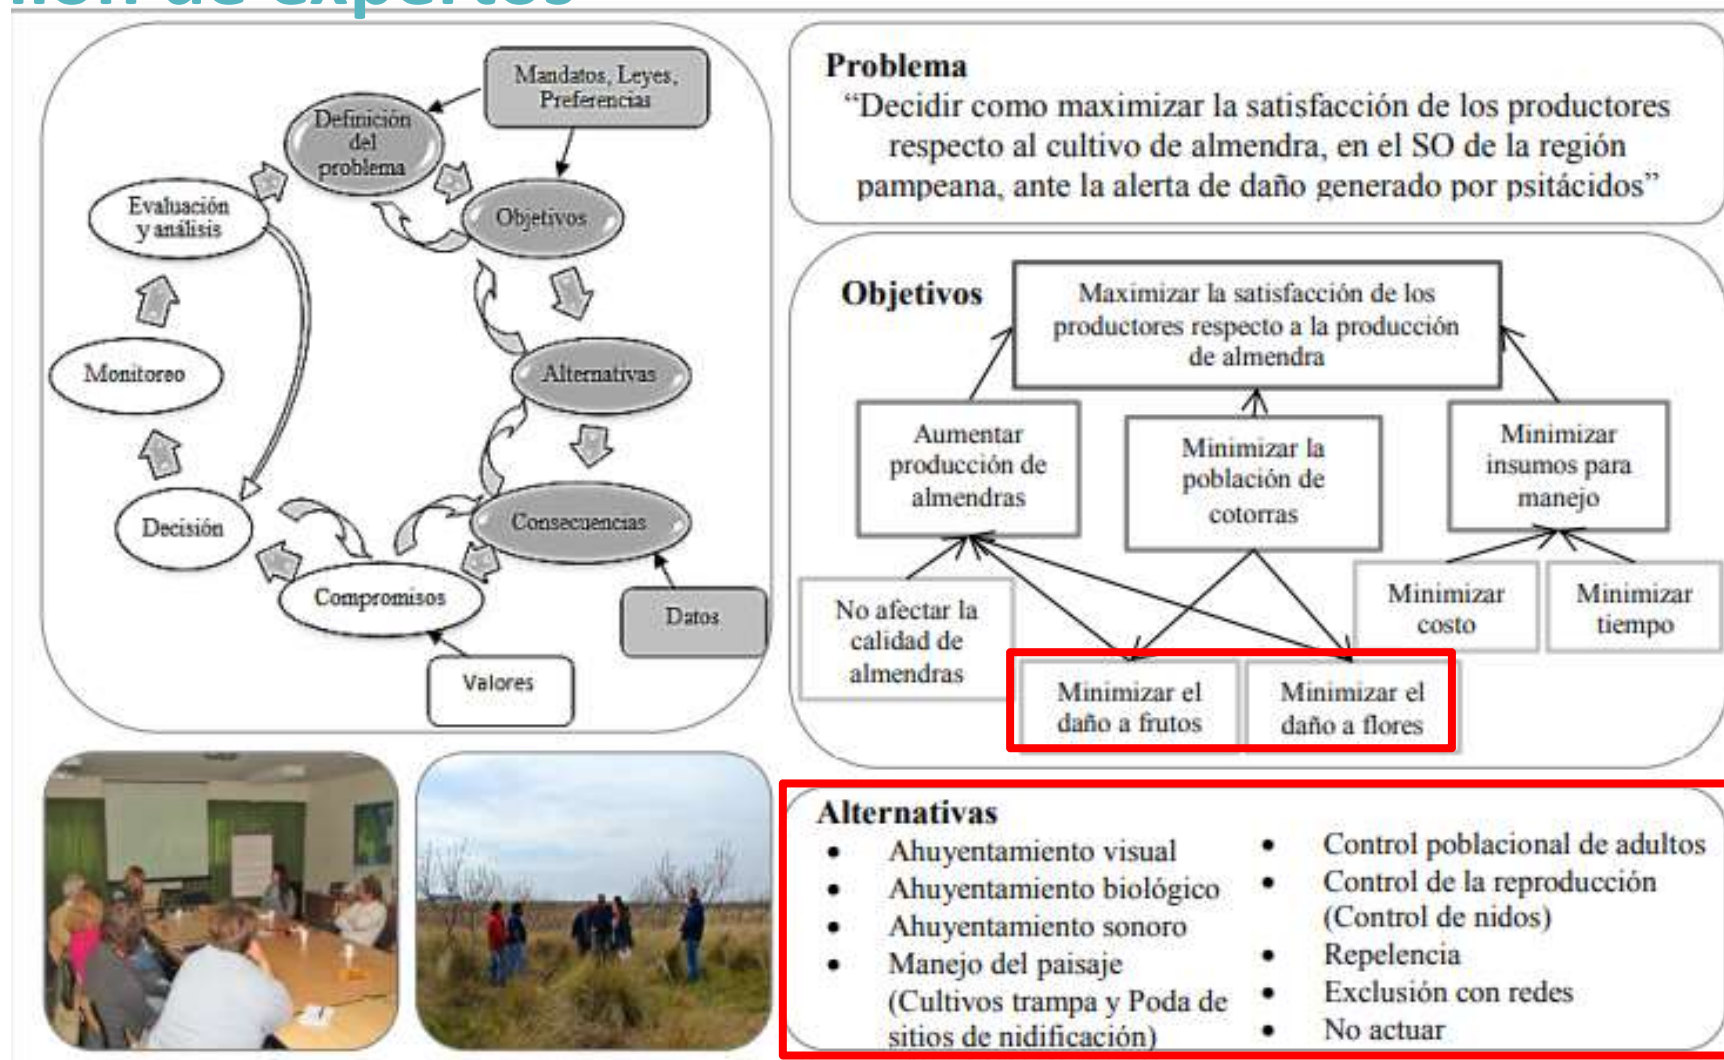 de expertos
Mandatos, Leyes,
Preferencias
Definición
del
problema
Objetivos
Alternativas
Consecuencias
Datos
Compromisos
Valores
Decisión
Monitoreo
Evaluación
y análisis
Problema
“Decidir como maximizar la satisfacción de los productores
respecto al cultivo de almendra, en el SO de la región
pampeana, ante la alerta de daño generado por psitácidos”
Objetivos
Maximizar la satisfacción de los
productores respecto a la producción
de almendra
Aumentar
producción de
almendras
Minimizar la
población de
cotorras
Minimizar
insumos para
manejo
No afectar la
calidad de
almendras
Minimizar el
daño a frutos
Minimizar el
daño a flores
Minimizar
costo
Minimizar
tiempo
Alternativas
• Ahuyentamiento visual
• Ahuyentamiento biológico
• Ahuyentamiento sonoro
• Manejo del paisaje
(Cultivos trampa y Poda de
sitios de nidificación)
• Control poblacional de adultos
• Control de la reproducción
(Control de nidos)
• Repelencia
• Exclusión con redes
• No actuar